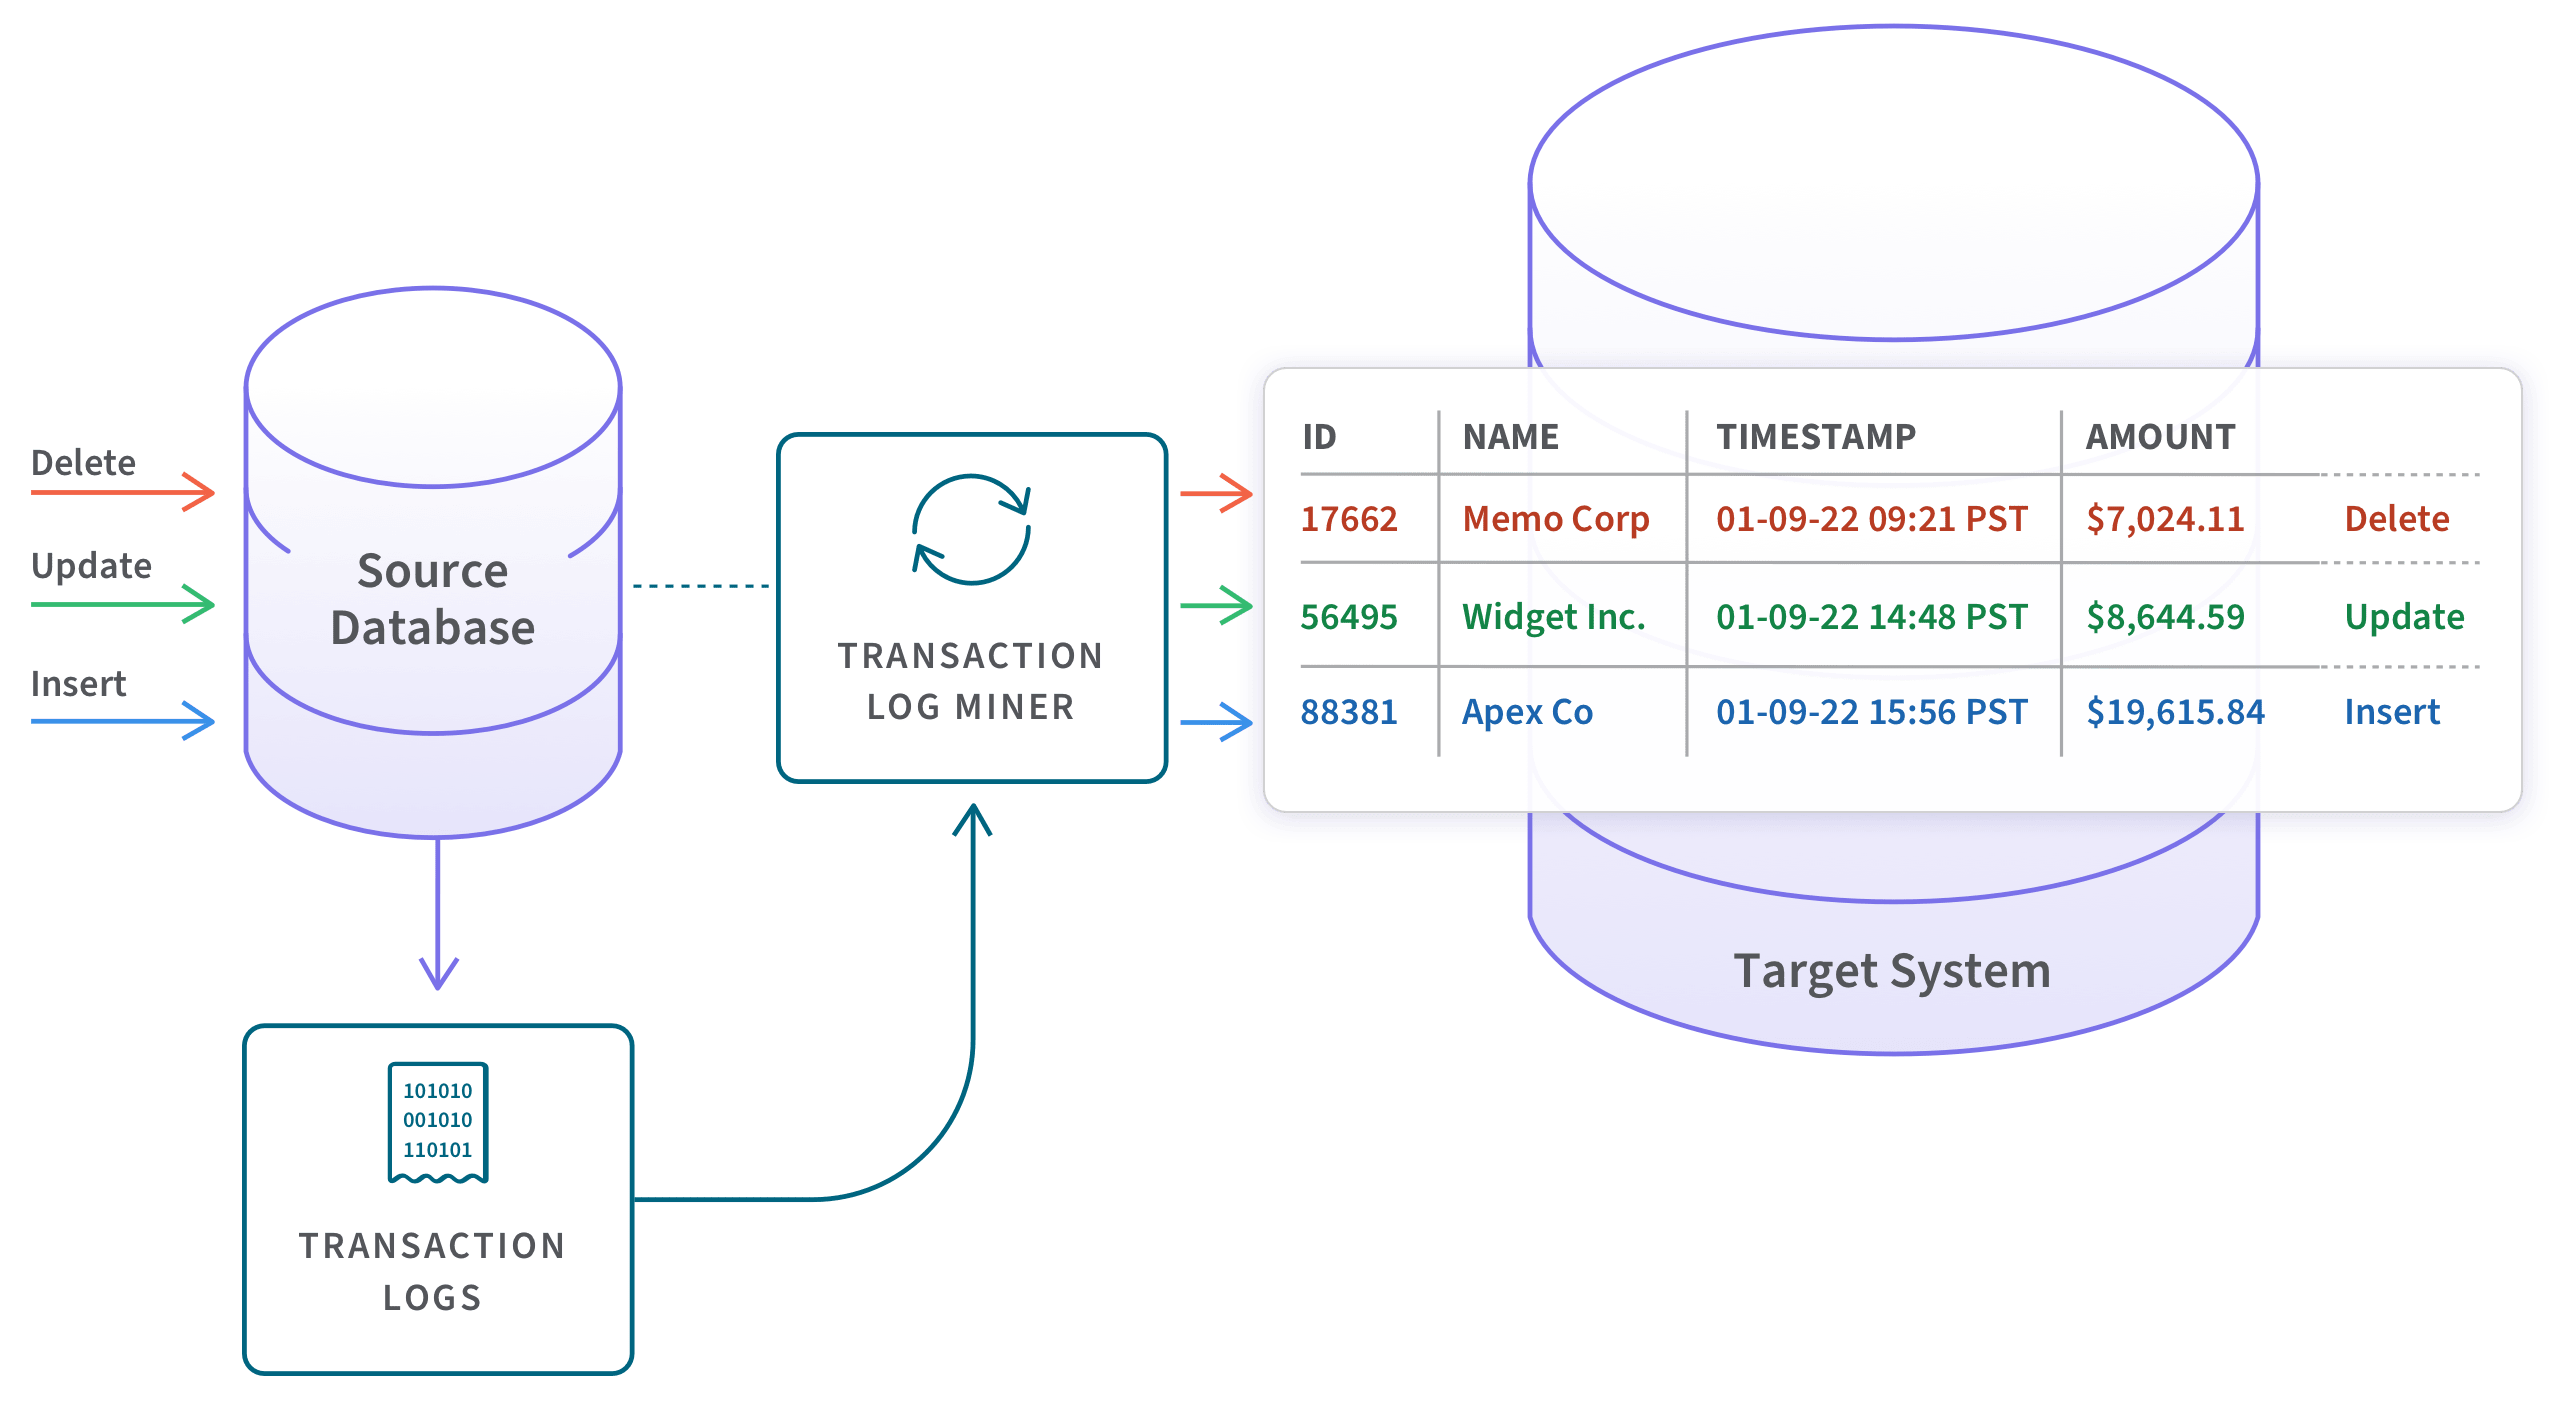 Delete
Update
Insert
Source
Database
TRANSACTION
LOG MINER
101010
001010
110101
TRANSACTION
LOGS
ID NAME TIMESTAMP AMOUNT
17662 Memo Corp 01-09-22 09:21 PST $7,024.11 Delete
56495 Widget Inc. 01-09-22 14:48 PST $8,644.59 Update
88381 Apex Co 01-09-22 15:56 PST $19,615.84 Insert
Target System